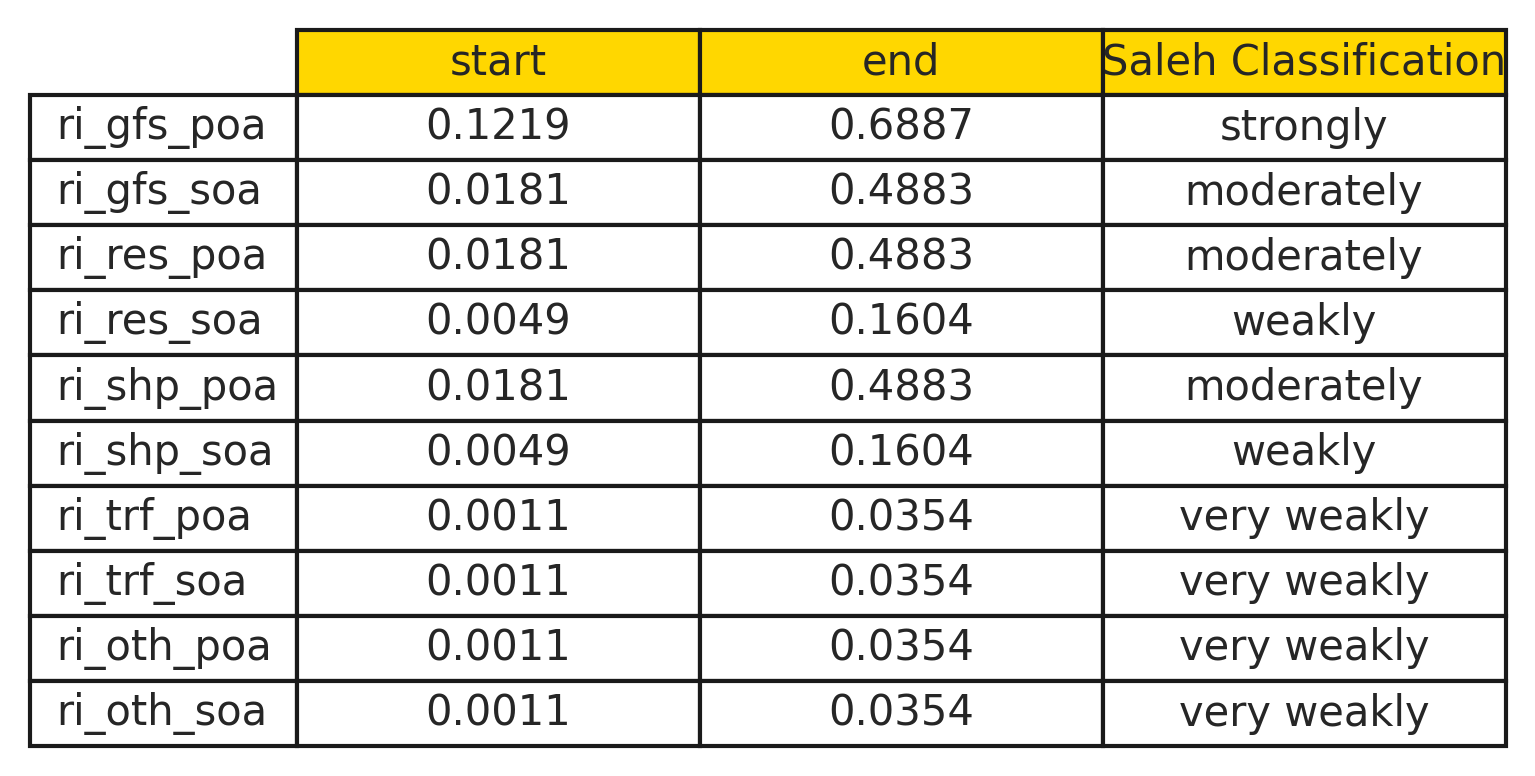 start end Saleh Classification
ri_gfs_poa 0.1219 0.6887 strongly
ri_gfs_soa 0.0181 0.4883 moderately
ri_res_poa 0.0181 0.4883 moderately
ri_res_soa 0.0049 0.1604 weakly
ri_shp_poa 0.0181 0.4883 moderately
ri_shp_soa 0.0049 0.1604 weakly
ri_trf_poa 0.0011 0.0354 very weakly
ri_trf_soa 0.0011 0.0354 very weakly
ri_oth_poa 0.0011 0.0354 very weakly
ri_oth_soa 0.0011 0.0354 very weakly